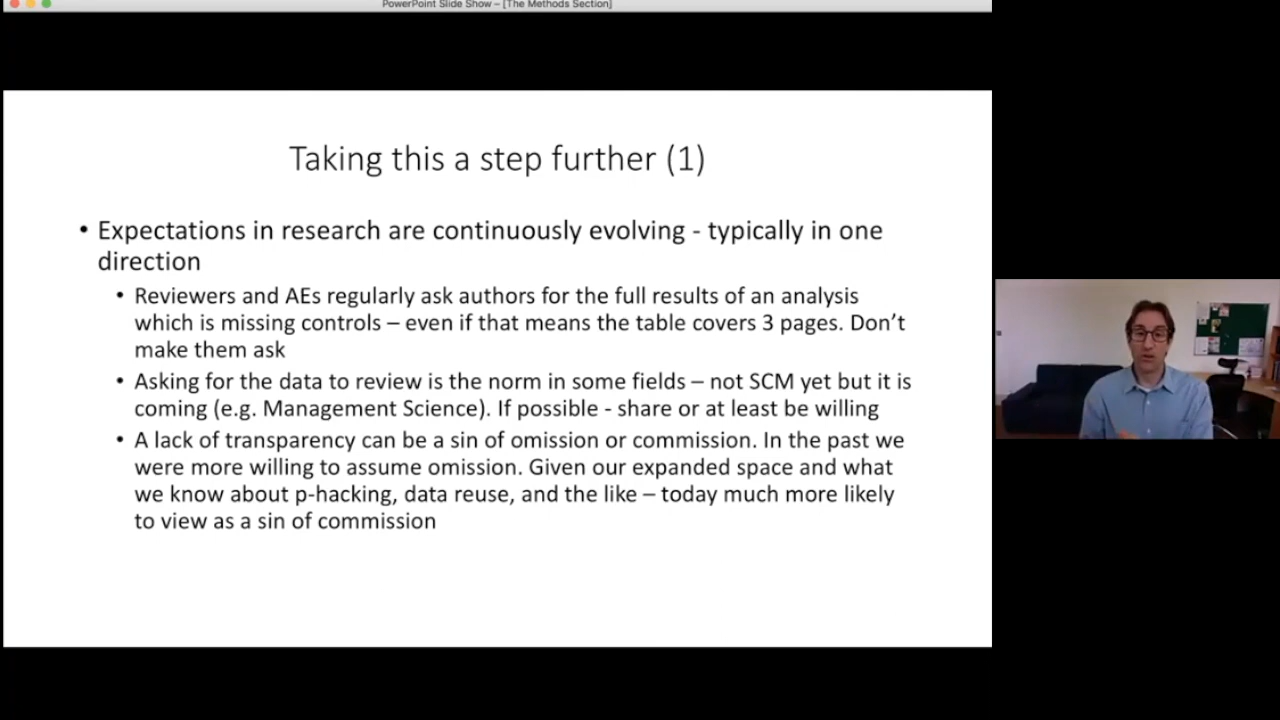 PowerPoint Slide Show – [The Methods Section]
Taking this a step further (1)
• Expectations in research are continuously evolving - typically in one
direction
• Reviewers and AEs regularly ask authors for the full results of an analysis
which is missing controls – even if that means the table covers 3 pages. Don’t
make them ask
• Asking for the data to review is the norm in some fields – not SCM yet but it is
coming (e.g. Management Science). If possible - share or at least be willing
• A lack of transparency can be a sin of omission or commission. In the past we
were more willing to assume omission. Given our expanded space and what
we know about p-hacking, data reuse, and the like – today much more likely
to view as a sin of commission